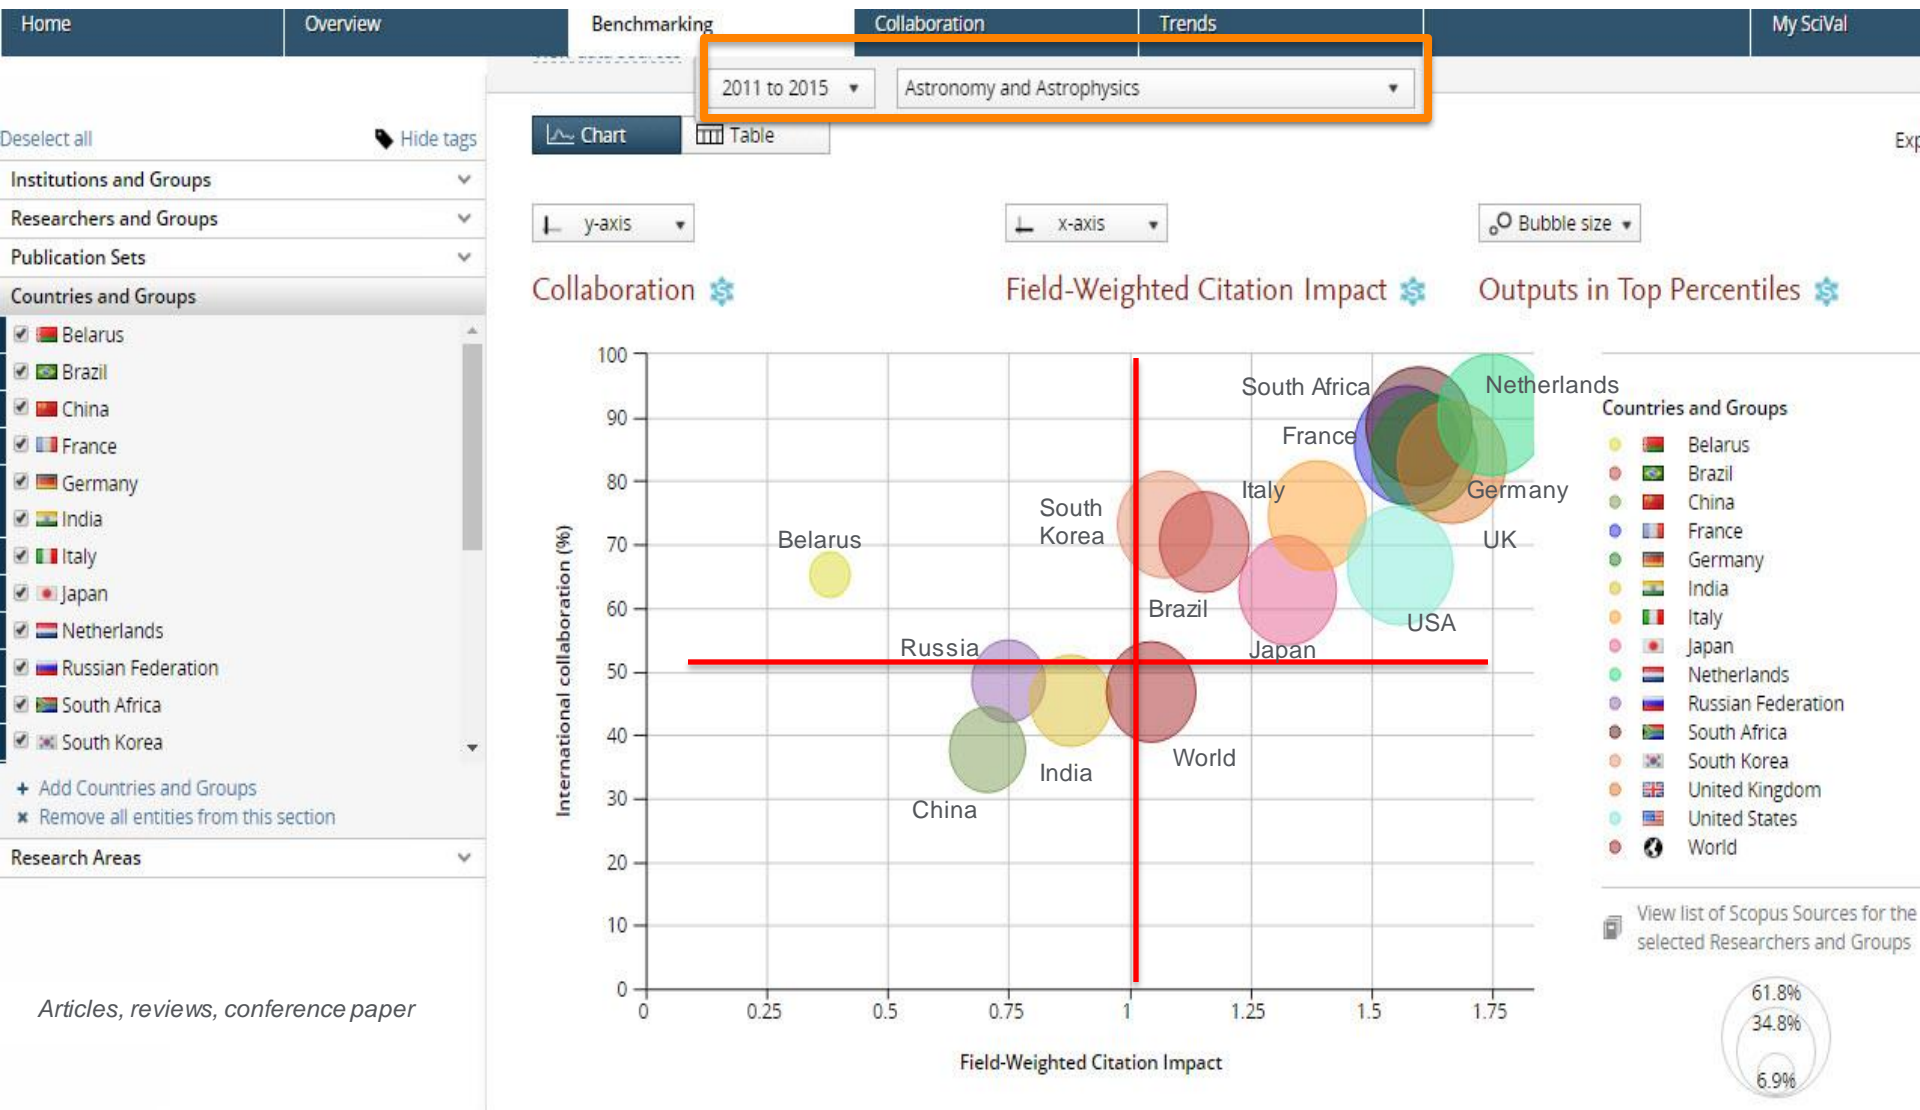 Home Overview Benchmarking Collaboration Trends My SciVal
2011 to 2015 Astronomy and Astrophysics
Deselect all Hide tags
Chart Table
Exp
Institutions and Groups
Researchers and Groups
Publication Sets
Countries and Groups
Belarus
Brazil
China
France
Germany
India
Italy
Japan
Netherlands
Russian Federation
South Africa
South Korea
+ Add Countries and Groups
× Remove all entities from this section
Research Areas
Articles, reviews, conference paper
y-axis x-axis Bubble size
Collaboration Field-Weighted Citation Impact Outputs in Top Percentiles
International collaboration (%)
100
90
80
70
60
50
40
30
20
10
0
0 0.25 0.5 0.75 1 1.25 1.5 1.75
Field-Weighted Citation Impact
South Africa
Netherlands
France
Italy
Germany
South
Korea
Belarus
UK
Brazil
USA
Russia
Japan
World
India
China
Countries and Groups
Belarus
Brazil
China
France
Germany
India
Italy
Japan
Netherlands
Russian Federation
South Africa
South Korea
United Kingdom
United States
World
View list of Scopus Sources for the
selected Researchers and Groups
61.8%
34.8%
6.9%